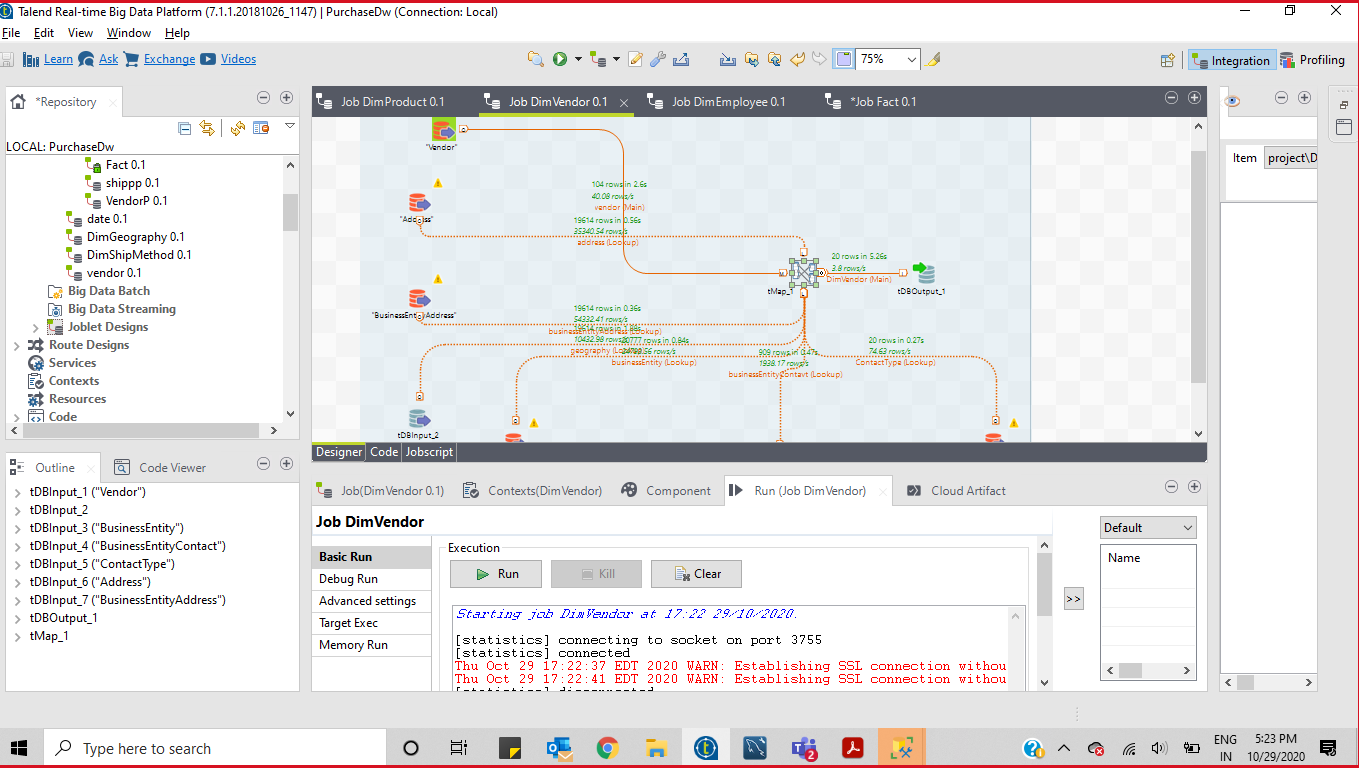 Talend Real-time Big Data Platform (7.1.1.20181026_1147) | PurchaseDw (Connection: Local)
File Edit View Window Help
Learn Ask Exchange Videos
75%
Integration Profiling
*Repository
LOCAL: PurchaseDw
Fact 0.1
shippp 0.1
VendorP 0.1
date 0.1
DimGeography 0.1
DimShipMethod 0.1
vendor 0.1
Big Data Batch
Big Data Streaming
Joblet Designs
Route Designs
Services
Contexts
Resources
Code
Outline Code Viewer
tDBInput_1 ("Vendor")
tDBInput_2
tDBInput_3 ("BusinessEntity")
tDBInput_4 ("BusinessEntityContact")
tDBInput_5 ("ContactType")
tDBInput_6 ("Address")
tDBInput_7 ("BusinessEntityAddress")
tDBOutput_1
tMap_1
Job DimProduct 0.1 Job DimVendor 0.1 Job DimEmployee 0.1 *Job Fact 0.1
"Vendor"
104 rows in 2.6s
40.08 rows/s
vendor (Main)
"Address"
19614 rows in 0.56s
35340.54 rows/s
address (Lookup)
20 rows in 5.26s
3.8 rows/s
DimVendor (Main)
tMap_1
tDBOutput_1
"BusinessEntityAddress"
19614 rows in 0.36s
54332.41 rows/s
businessEntityAddress (Lookup)
10432.98 rows/s
businessEntity (Lookup)
909 rows in 0.47s
1938.17 rows/s
businessEntityContavt (Lookup)
20 rows in 0.27s
74.63 rows/s
ContactType (Lookup)
tDBInput_2
Designer Code Jobscript
Job(DimVendor 0.1) Contexts(DimVendor) Component Run (Job DimVendor) Cloud Artifact
Job DimVendor
Basic Run
Debug Run
Advanced settings
Target Exec
Memory Run
Execution
Run Kill Clear
Starting job DimVendor at 17:22 29/10/2020.
[statistics] connecting to socket on port 3755
[statistics] connected
Thu Oct 29 17:22:37 EDT 2020 WARN: Establishing SSL connection withou
Thu Oct 29 17:22:41 EDT 2020 WARN: Establishing SSL connection withou
[statistics] disconnected
>>
Default
Name
Item project\D
Type here to search
2
ENG
IN
5:23 PM
10/29/2020